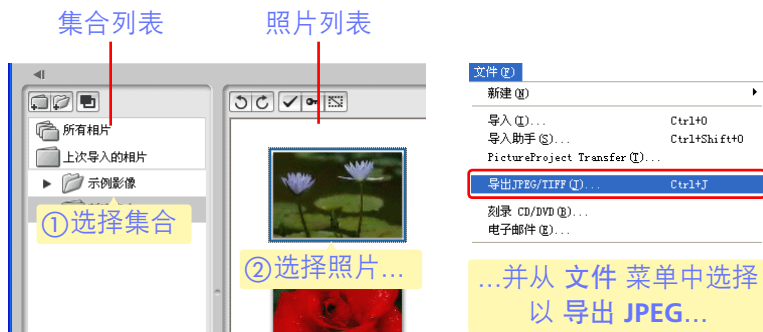 集合列表
照片列表
所有相片
上次导入的相片
示例影像
①选择集合
②选择照片...
文件(F)
新建(N)
导入(I)... Ctrl+O
导入助手(S)... Ctrl+Shift+O
PictureProject Transfer(T)...
导出JPEG/TIFF(J)... Ctrl+J
刻录 CD/DVD(B)...
电子邮件(E)...
...并从 文件 菜单中选择
以 导出 JPEG...